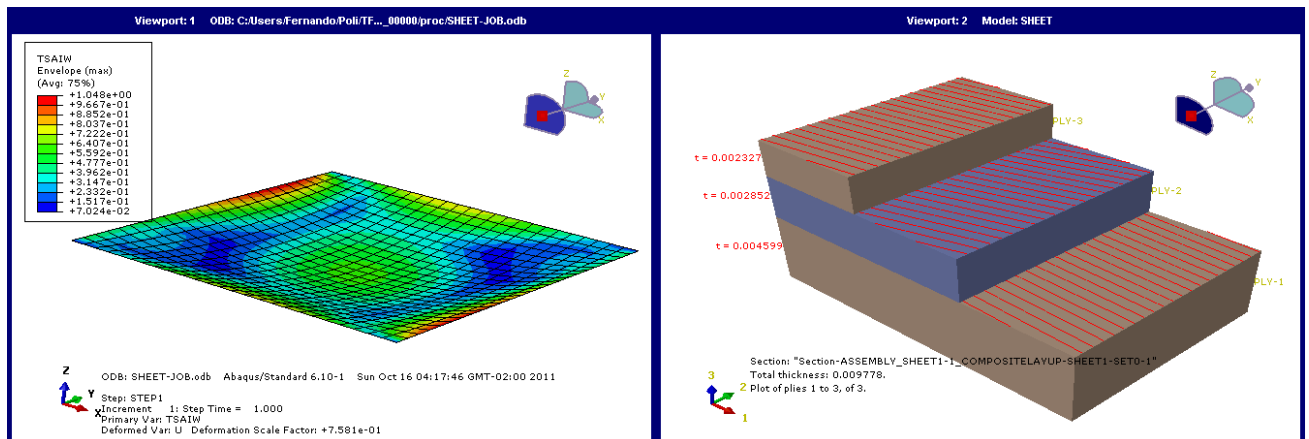 Viewport: 1 ODB: C:/Users/Fernando/Poli/TF..._00000/proc/SHEET-JOB.odb
TSAIW
Envelope (max)
(Avg: 75%)
+1.048e+00
+9.667e-01
+8.852e-01
+8.037e-01
+7.222e-01
+6.407e-01
+5.592e-01
+4.777e-01
+3.962e-01
+3.147e-01
+2.332e-01
+1.517e-01
+7.024e-02
Z
Y
X
Z
Y
X
ODB: SHEET-JOB.odb Abaqus/Standard 6.10-1 Sun Oct 16 04:17:46 GMT-02:00 2011
Step: STEP1
Increment 1: Step Time = 1.000
Primary Var: TSAIW
Deformed Var: U Deformation Scale Factor: +7.581e-01
Viewport: 2 Model: SHEET
Z
Y
X
PLY-3
t = 0.002327
PLY-2
t = 0.002852
t = 0.004599
PLY-1
Section: "Section-ASSEMBLY_SHEET1-1_COMPOSITELAYUP-SHEET1-SET0-1"
Total thickness: 0.009778.
Plot of plies 1 to 3, of 3.
3
2
1